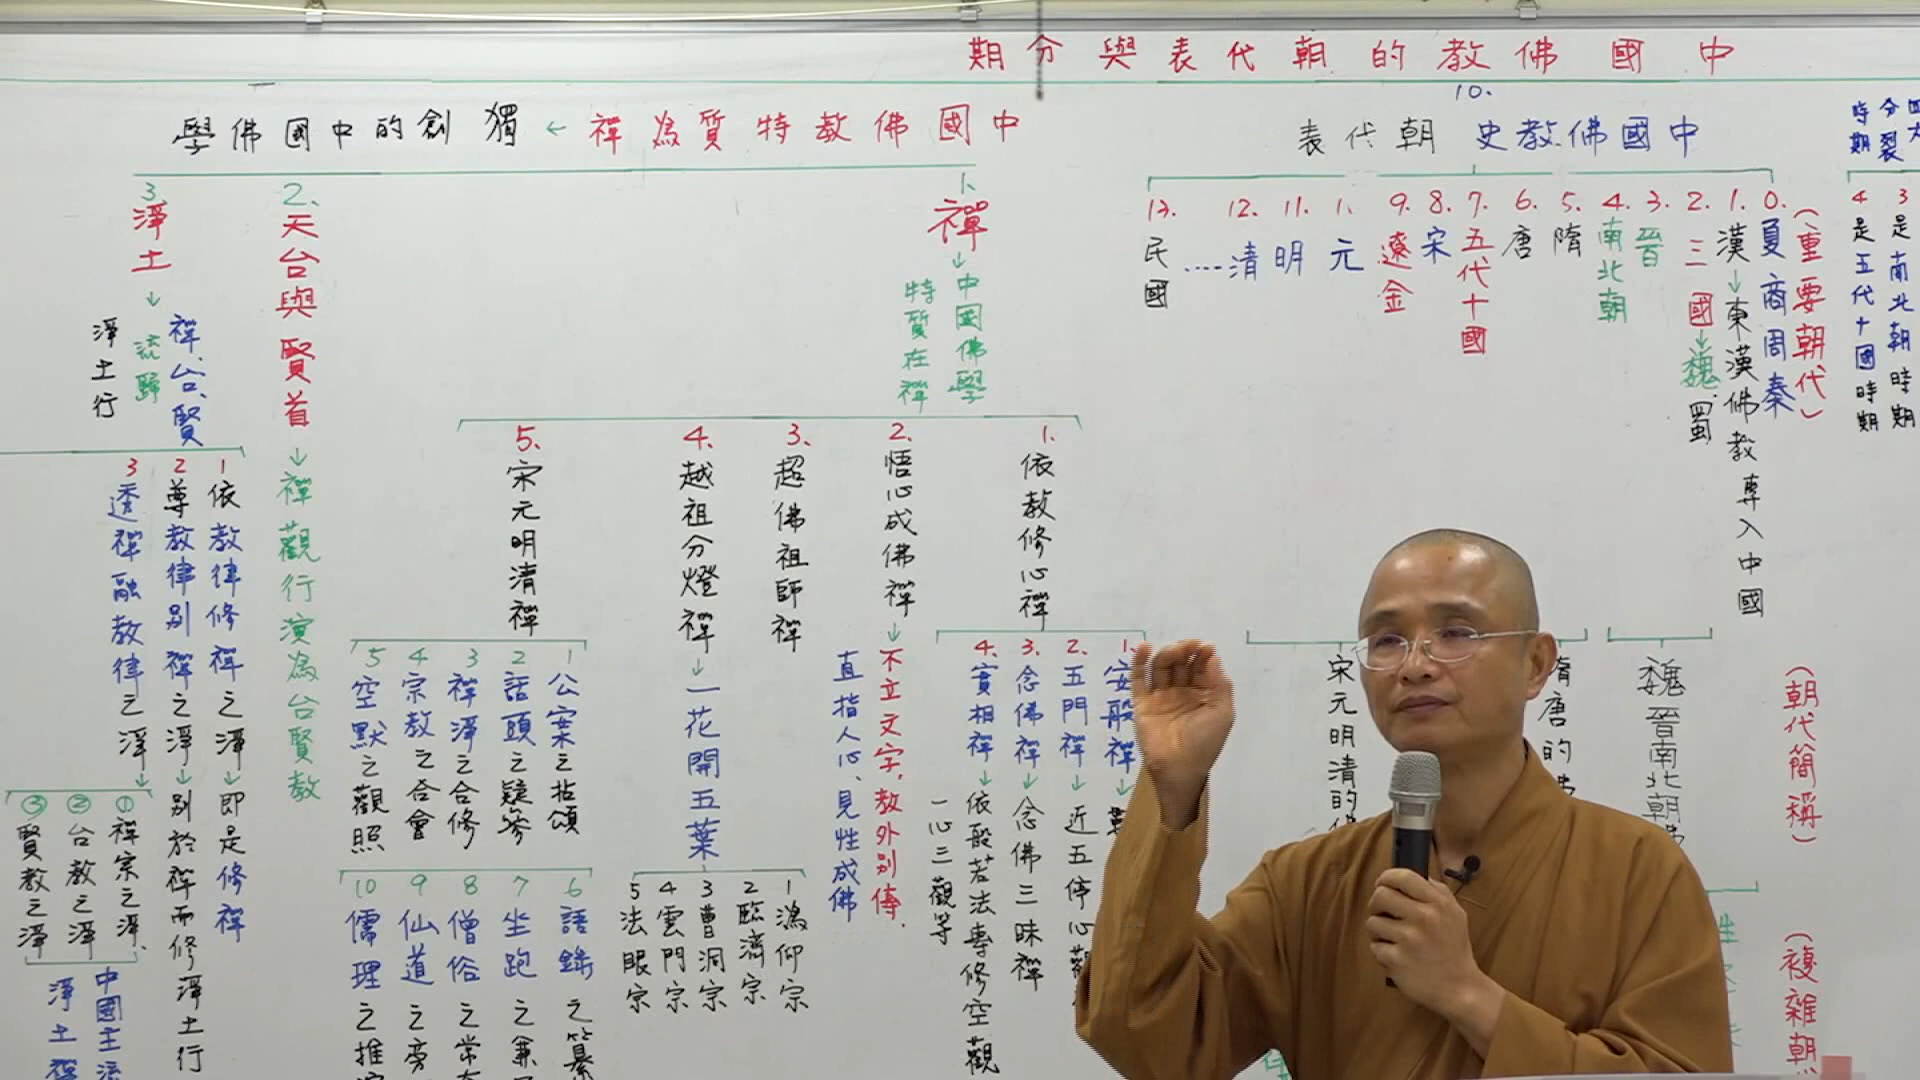 中國佛教的朝代表與分期
10.
中國佛教史朝代表
(重要朝代)
0. 夏商周秦
1. 漢→東漢佛教專入中國
2. 三國→魏蜀
3. 晉
4. 南北朝
5. 隋
6. 唐
7. 五代十國
8. 宋
9. 遼金
1. 元
11. 明
12. 清……
13. 民國
3 是南北朝時期
4 是五代十國時期
(朝代簡稱)
魏晉南北朝
隋唐的
宋元明清的
中國佛教特質為禪←獨創的中國佛學
1. 禪→中國佛學特質在禪
1. 依教修心禪
1. 安般禪→
2. 五門禪→近五停心觀
3. 念佛禪→念佛三昧禪
4. 實相禪→依般若法專修空觀
一心三觀等
2. 悟心成佛禪→不立文字.教外別傳.
直指人心、見性成佛
3. 超佛祖師禪
4. 越祖分燈禪→一花開五葉
1 溈仰宗
2 臨濟宗
3 曹洞宗
4 雲門宗
5 法眼宗
5. 宋元明清禪
1 公案之拈頌
2 話頭之疑參
3 禪淨之合修
4 宗教之合會
5 空默之觀照
6 語錄之纂
7 坐跑之兼
8 僧俗之常
9 仙道之旁
10 儒理之推
2. 天台與賢首→禪觀行演為台賢教
3. 淨土→禪、台、賢流歸淨土行
1 依教律修禪之淨→即是修禪
2 尊教律別禪之淨→別於禪而修淨土行
3 透禪融教律之淨→
① 禪宗之淨.
② 台教之淨
③ 賢教之淨
中國主流
淨土禪